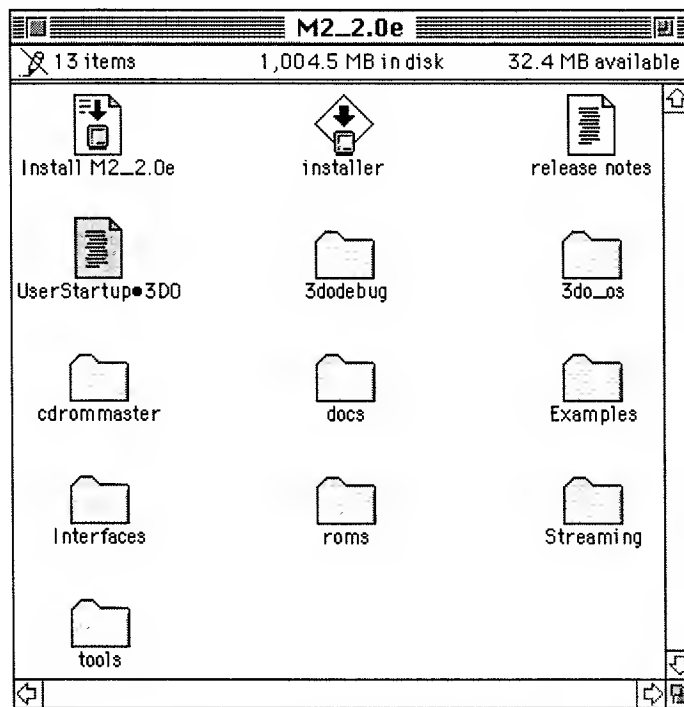 M2_2.0e
13 items 1,004.5 MB in disk 32.4 MB available
Install M2_2.0e installer release notes
UserStartup•3DO 3dodebug 3do_os
cdrommaster docs Examples
Interfaces roms Streaming
tools